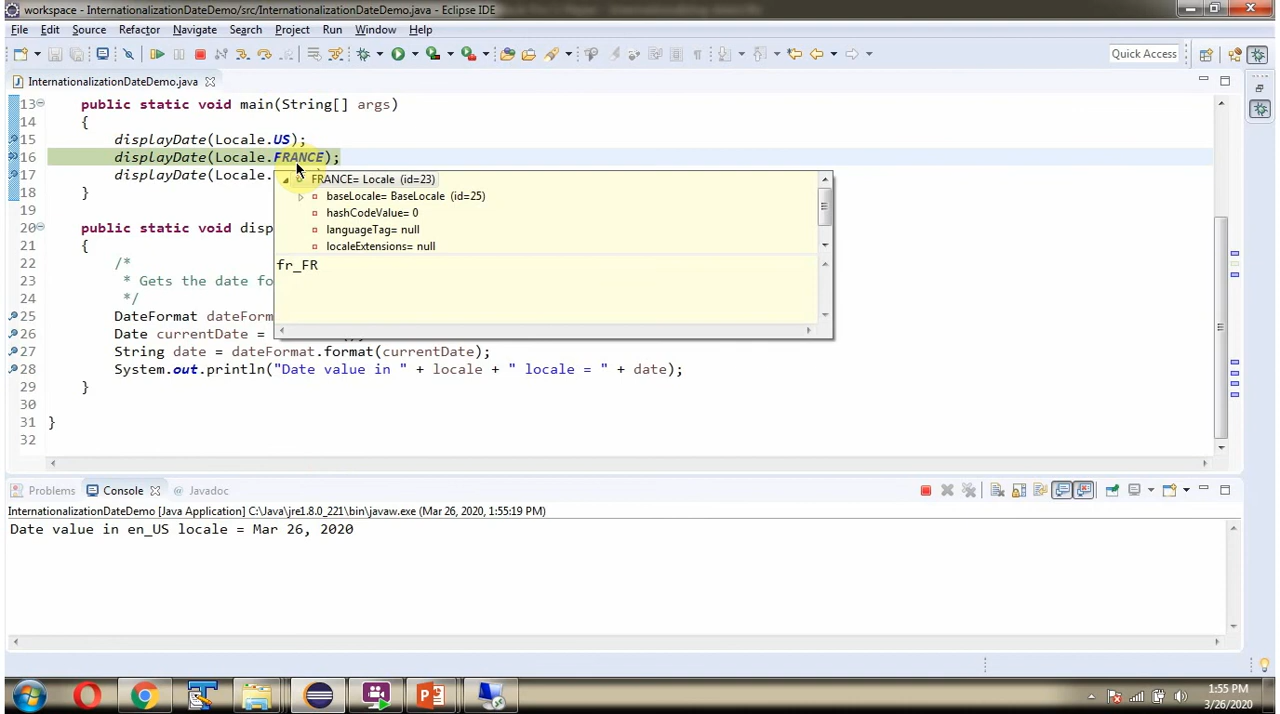 workspace - InternationalizationDateDemo/src/InternationalizationDateDemo.java - Eclipse IDE
File Edit Source Refactor Navigate Search Project Run Window Help
Quick Access
InternationalizationDateDemo.java
13 public static void main(String[] args)
14 {
15 displayDate(Locale.US);
16 displayDate(Locale.FRANCE);
17 displayDate(Locale.
18 }
19
20 public static void disp
21 {
22 /*
23 * Gets the date fo
24 */
25 DateFormat dateForm
26 Date currentDate =
27 String date = dateFormat.format(currentDate);
28 System.out.println("Date value in " + locale + " locale = " + date);
29 }
30
31 }
32
FRANCE= Locale (id=23)
baseLocale= BaseLocale (id=25)
hashCodeValue= 0
languageTag= null
localeExtensions= null
fr_FR
Problems Console @ Javadoc
InternationalizationDateDemo [Java Application] C:\Java\jre1.8.0_221\bin\javaw.exe (Mar 26, 2020, 1:55:19 PM)
Date value in en_US locale = Mar 26, 2020
1:55 PM
3/26/2020